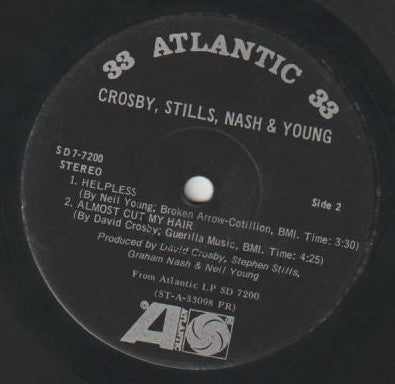 33 ATLANTIC 33
CROSBY, STILLS, NASH & YOUNG
SD7-7200
STEREO
Side 2
1. HELPLESS
(By Neil Young, Broken Arrow-Cotillion, BMI. Time: 3:30)
2. ALMOST CUT MY HAIR
(By David Crosby, Guerilla Music, BMI. Time: 4:25)
Produced by David Crosby, Stephen Stills,
Graham Nash & Neil Young
From Atlantic LP SD 7200
(ST-A-33098 PR)
®
A
ATLANTIC